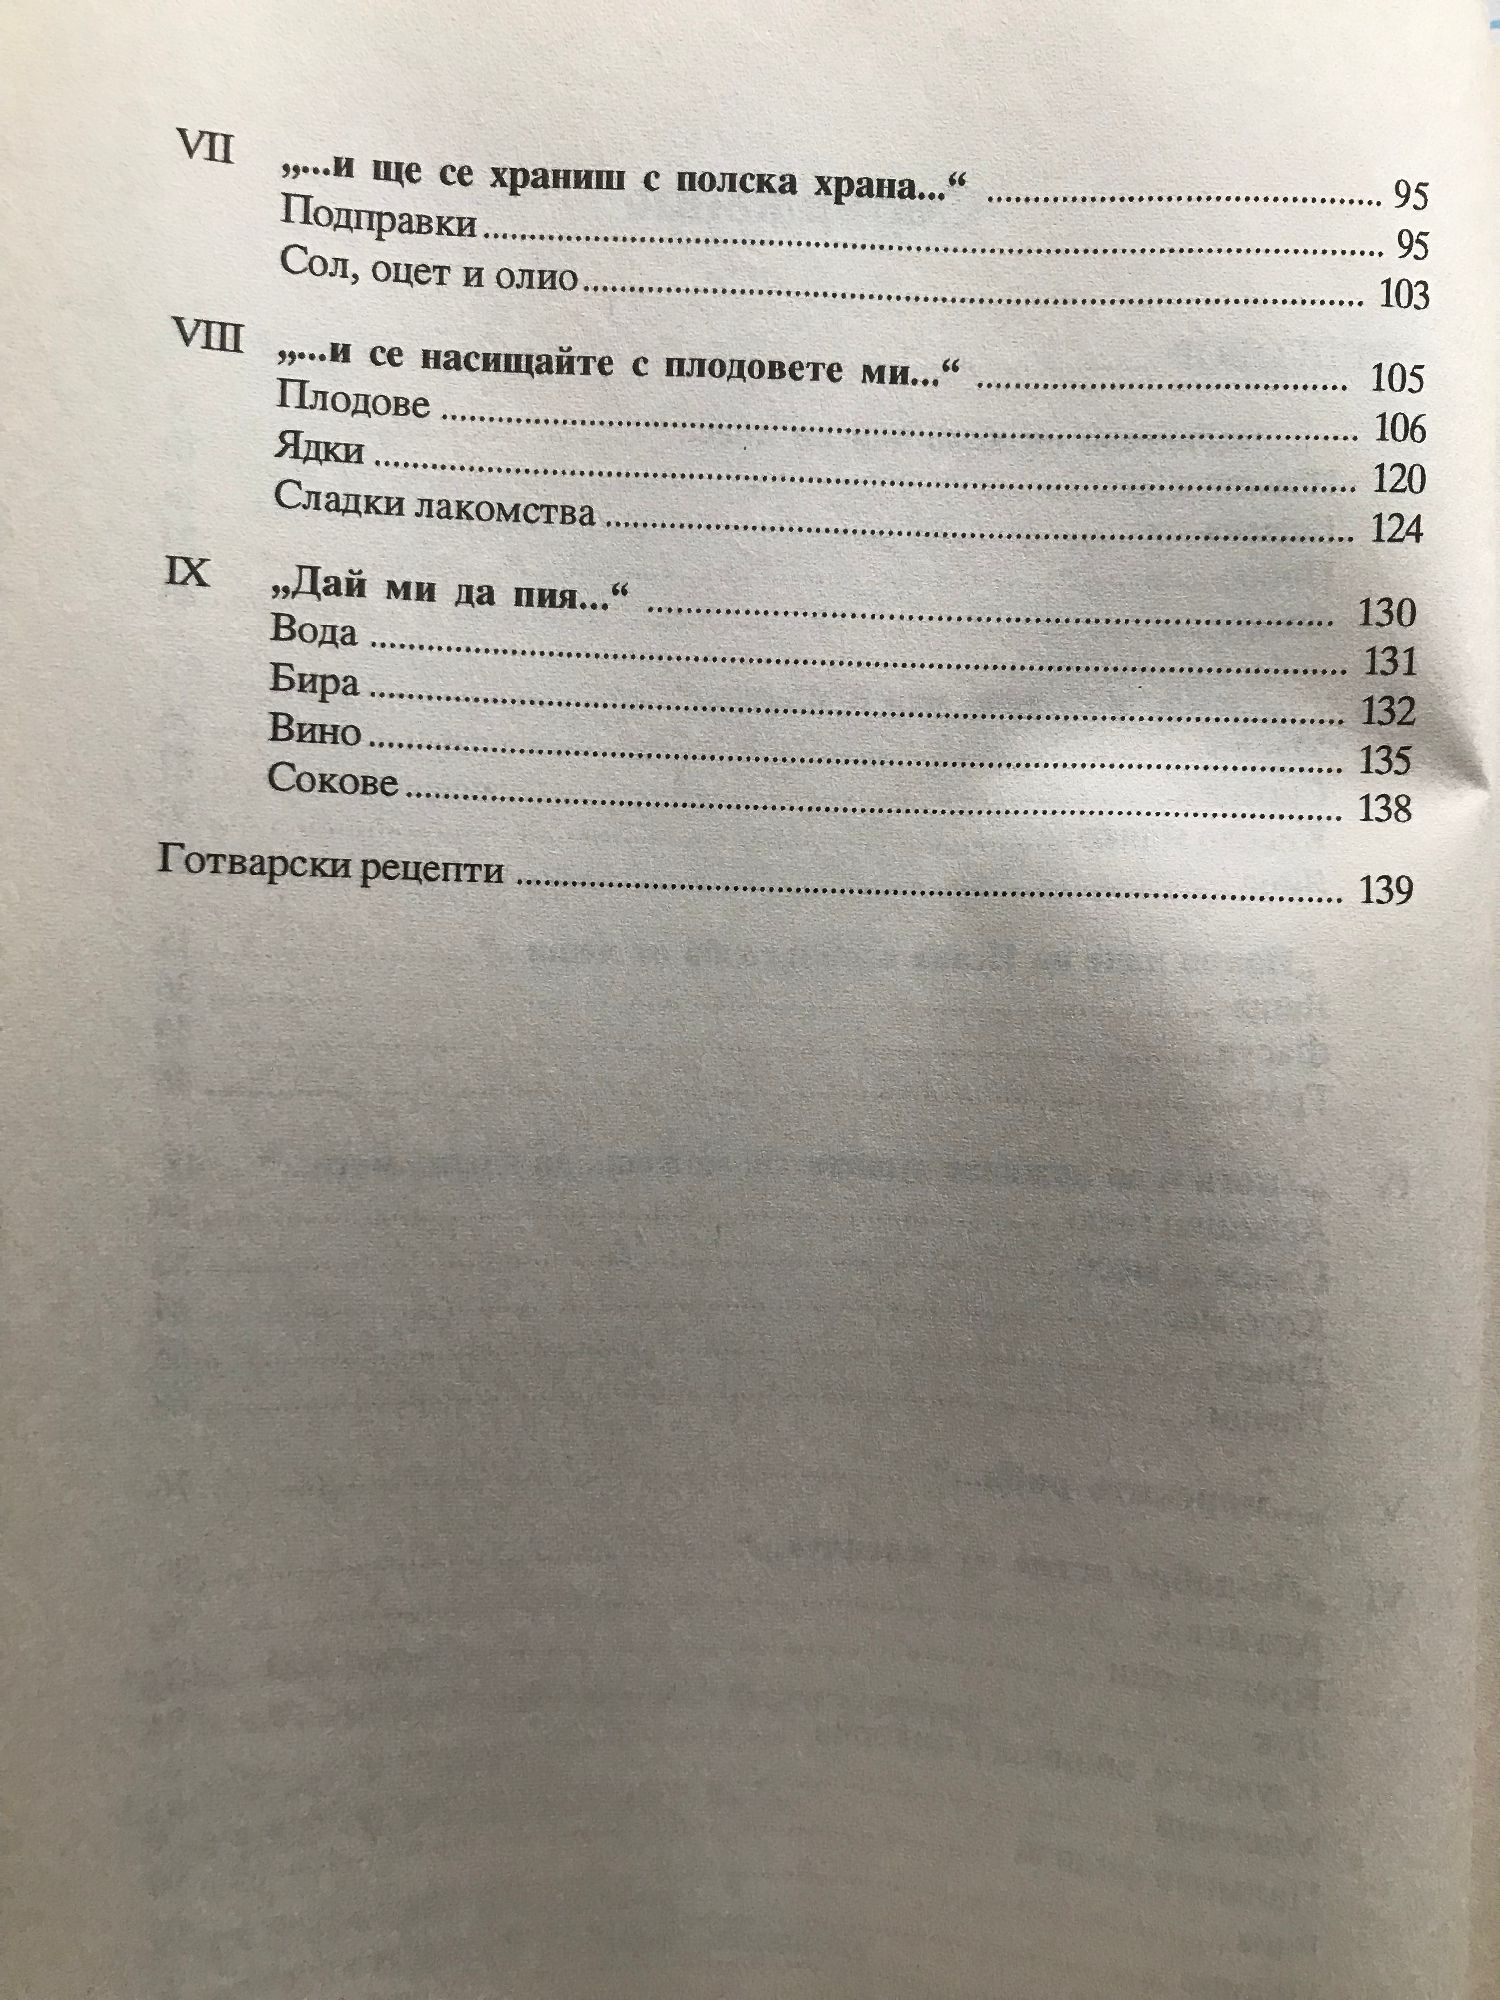 VII „...и ще се храниш с полска храна...“ ........ 95
Подправки ........ 95
Сол, оцет и олио ........ 103
VIII „...и се насищайте с плодовете ми...“ ........ 105
Плодове ........ 106
Ядки ........ 120
Сладки лакомства ........ 124
IX „Дай ми да пия...“ ........ 130
Вода ........ 131
Бира ........ 132
Вино ........ 135
Сокове ........ 138
Готварски рецепти ........ 139